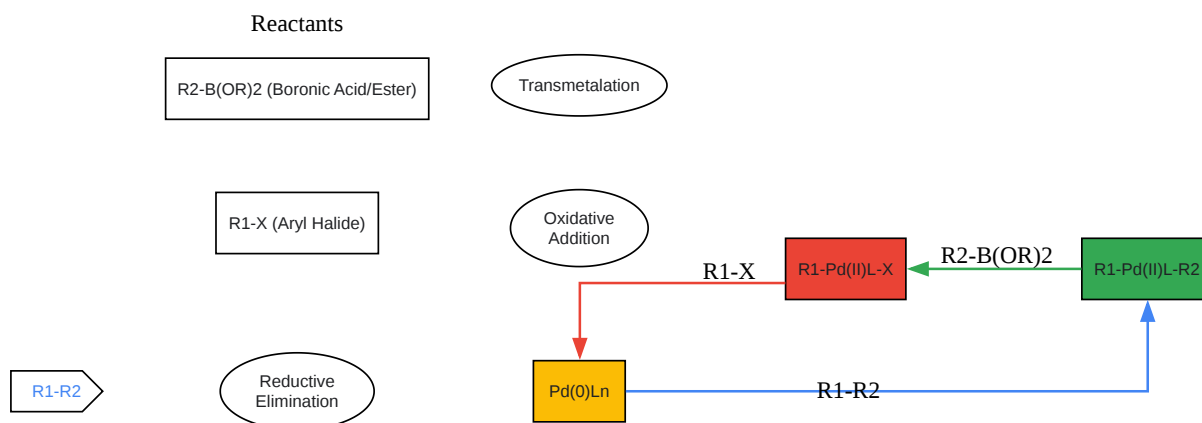 Reactants
R2-B(OR)2 (Boronic Acid/Ester)
Transmetalation
R1-X (Aryl Halide)
Oxidative
Addition
R1-X
R1-Pd(II)L-X
R2-B(OR)2
R1-Pd(II)L-R2
R1-R2
Reductive
Elimination
Pd(0)Ln
R1-R2